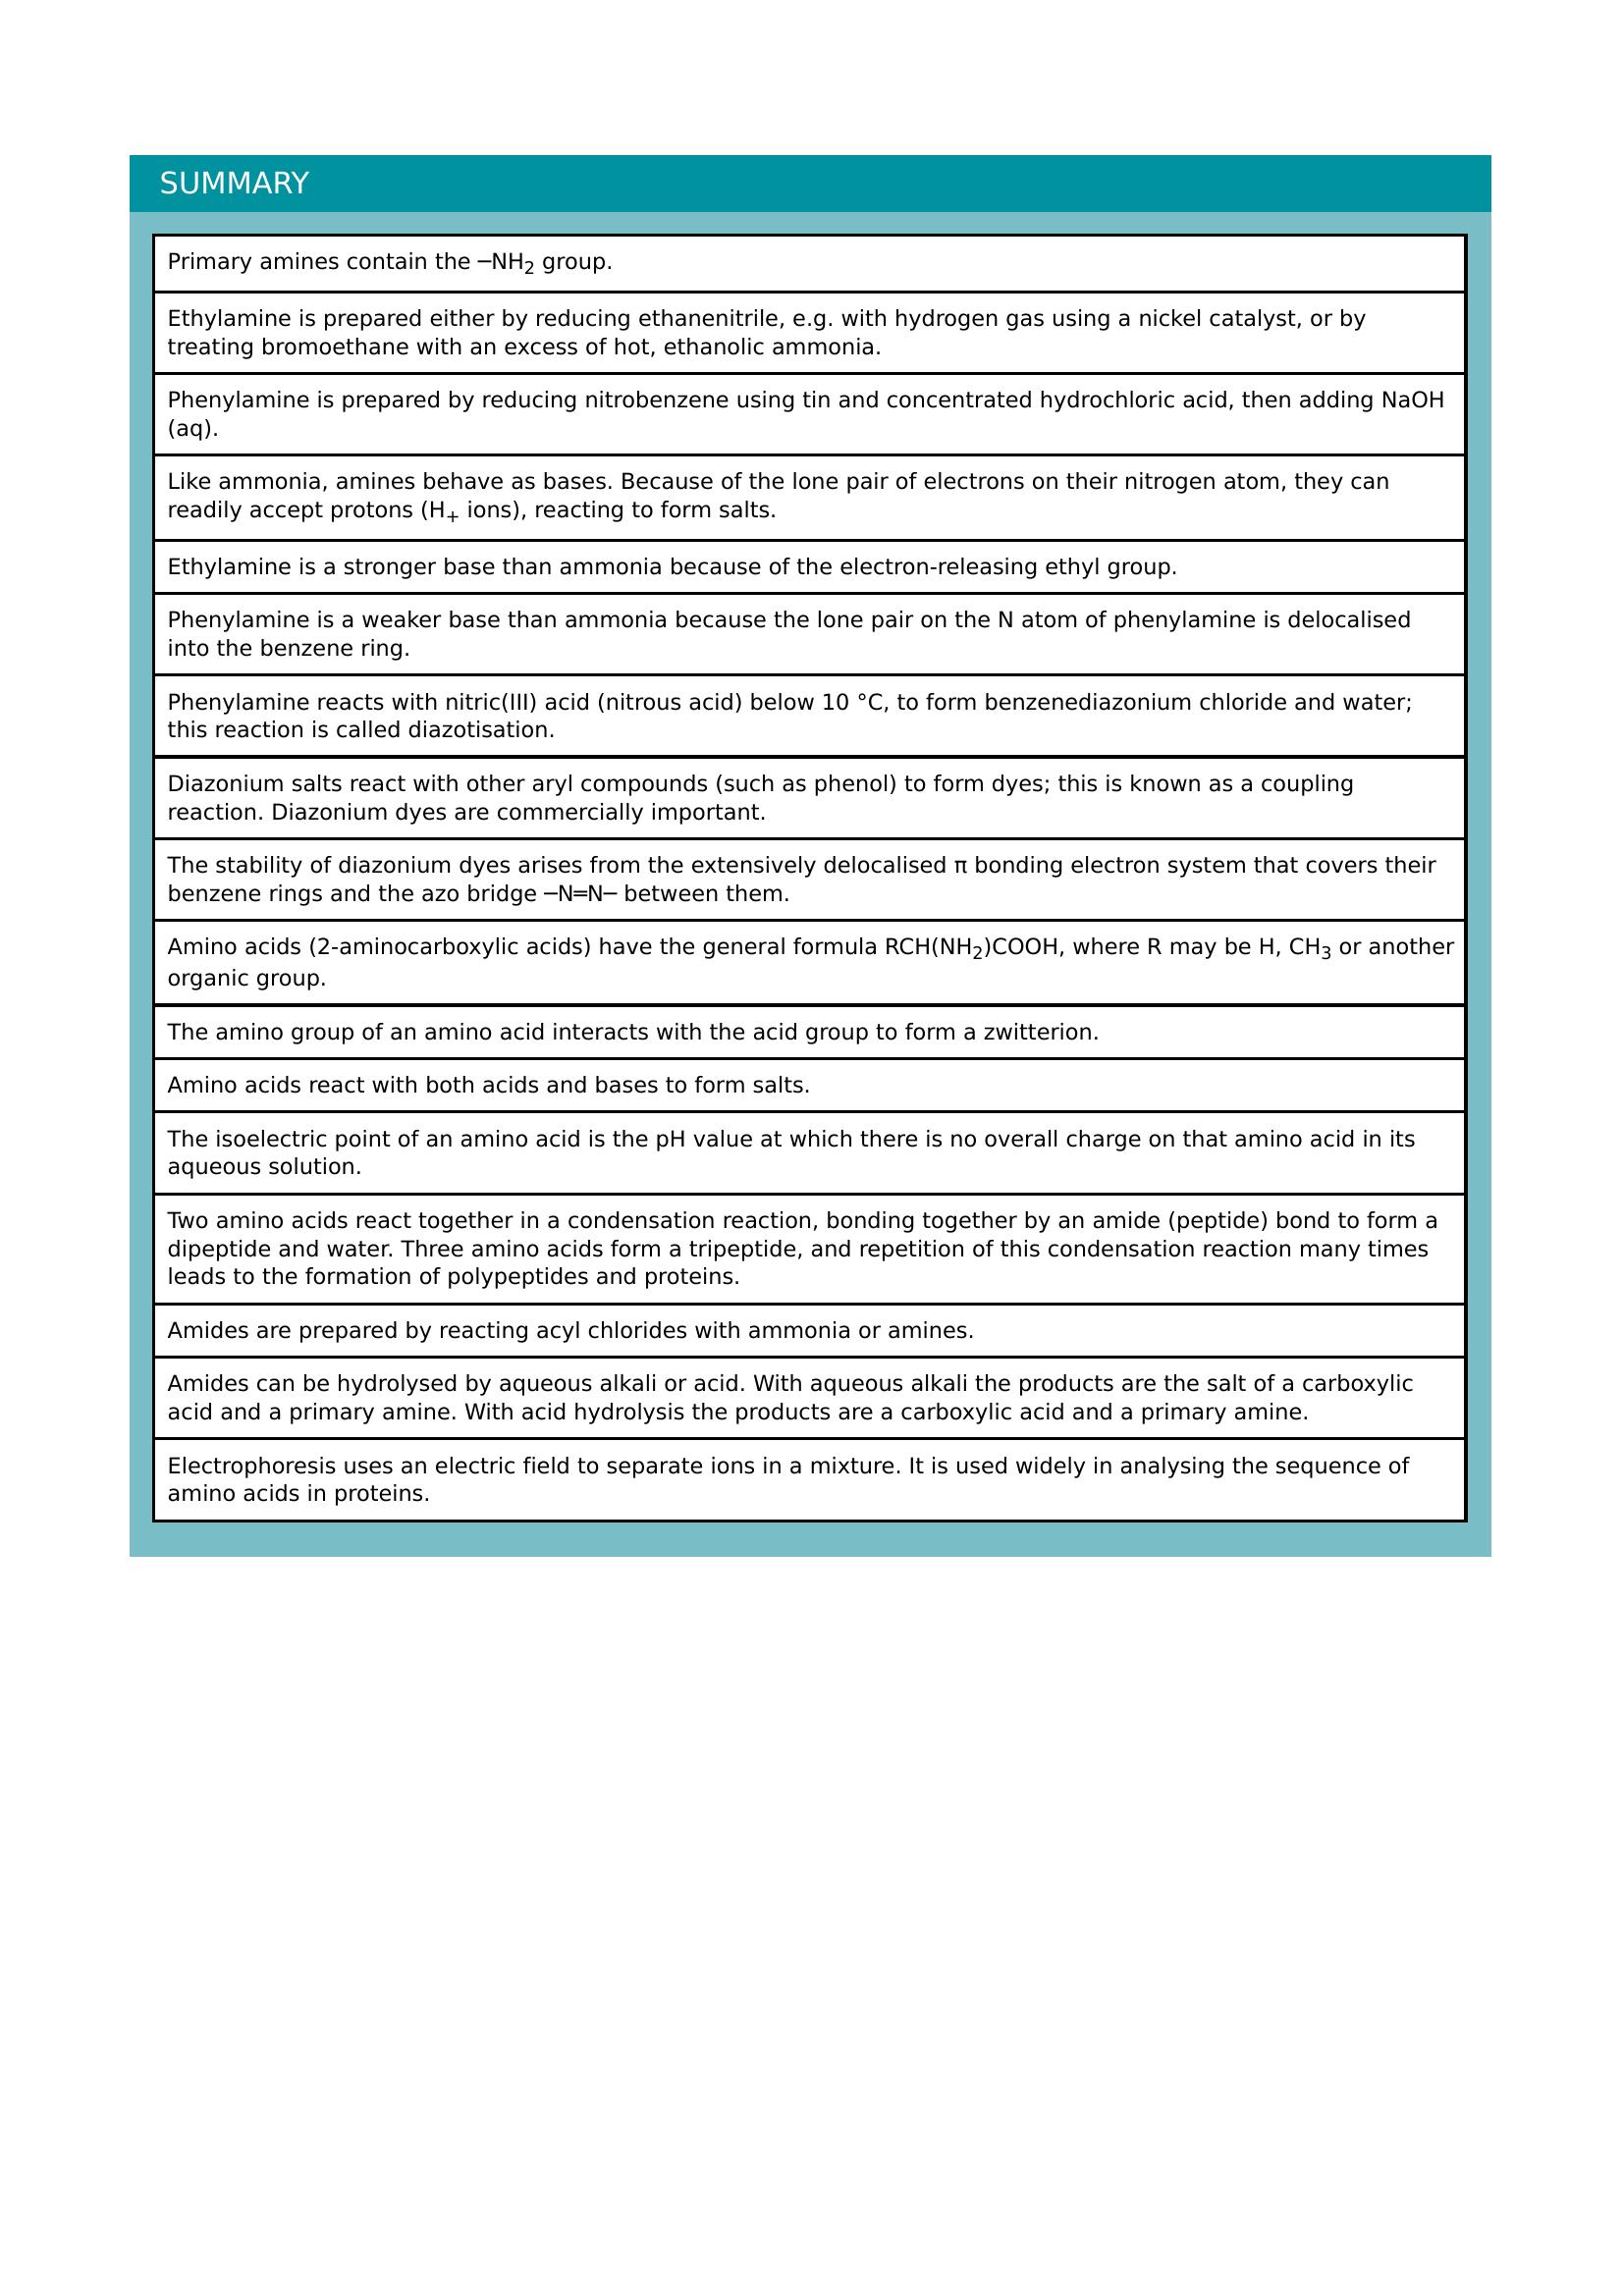 SUMMARY
Primary amines contain the ─NH₂ group.
Ethylamine is prepared either by reducing ethanenitrile, e.g. with hydrogen gas using a nickel catalyst, or by
treating bromoethane with an excess of hot, ethanolic ammonia.
Phenylamine is prepared by reducing nitrobenzene using tin and concentrated hydrochloric acid, then adding NaOH
(aq).
Like ammonia, amines behave as bases. Because of the lone pair of electrons on their nitrogen atom, they can
readily accept protons (H₊ ions), reacting to form salts.
Ethylamine is a stronger base than ammonia because of the electron-releasing ethyl group.
Phenylamine is a weaker base than ammonia because the lone pair on the N atom of phenylamine is delocalised
into the benzene ring.
Phenylamine reacts with nitric(III) acid (nitrous acid) below 10 °C, to form benzenediazonium chloride and water;
this reaction is called diazotisation.
Diazonium salts react with other aryl compounds (such as phenol) to form dyes; this is known as a coupling
reaction. Diazonium dyes are commercially important.
The stability of diazonium dyes arises from the extensively delocalised π bonding electron system that covers their
benzene rings and the azo bridge ─N═N─ between them.
Amino acids (2-aminocarboxylic acids) have the general formula RCH(NH₂)COOH, where R may be H, CH₃ or another
organic group.
The amino group of an amino acid interacts with the acid group to form a zwitterion.
Amino acids react with both acids and bases to form salts.
The isoelectric point of an amino acid is the pH value at which there is no overall charge on that amino acid in its
aqueous solution.
Two amino acids react together in a condensation reaction, bonding together by an amide (peptide) bond to form a
dipeptide and water. Three amino acids form a tripeptide, and repetition of this condensation reaction many times
leads to the formation of polypeptides and proteins.
Amides are prepared by reacting acyl chlorides with ammonia or amines.
Amides can be hydrolysed by aqueous alkali or acid. With aqueous alkali the products are the salt of a carboxylic
acid and a primary amine. With acid hydrolysis the products are a carboxylic acid and a primary amine.
Electrophoresis uses an electric field to separate ions in a mixture. It is used widely in analysing the sequence of
amino acids in proteins.